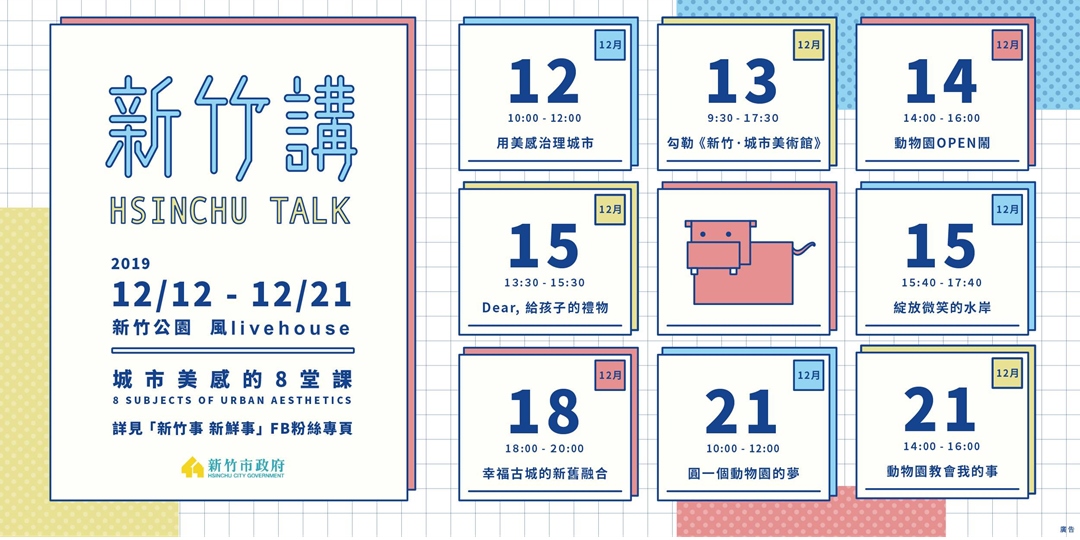 新竹講
HSINCHU TALK
2019
12/12 - 12/21
新竹公園 風livehouse
城市美感的8堂課
8 SUBJECTS OF URBAN AESTHETICS
詳見「新竹事 新鮮事」FB粉絲專頁
新竹市政府
HSINCHU CITY GOVERNMENT
12月
12
10:00 - 12:00
用美感治理城市
12月
13
9:30 - 17:30
勾勒《新竹·城市美術館》
12月
14
14:00 - 16:00
動物園OPEN鬧
12月
15
13:30 - 15:30
Dear, 給孩子的禮物
12月
15
15:40 - 17:40
綻放微笑的水岸
12月
18
18:00 - 20:00
幸福古城的新舊融合
12月
21
10:00 - 12:00
圓一個動物園的夢
12月
21
14:00 - 16:00
動物園教會我的事
廣告